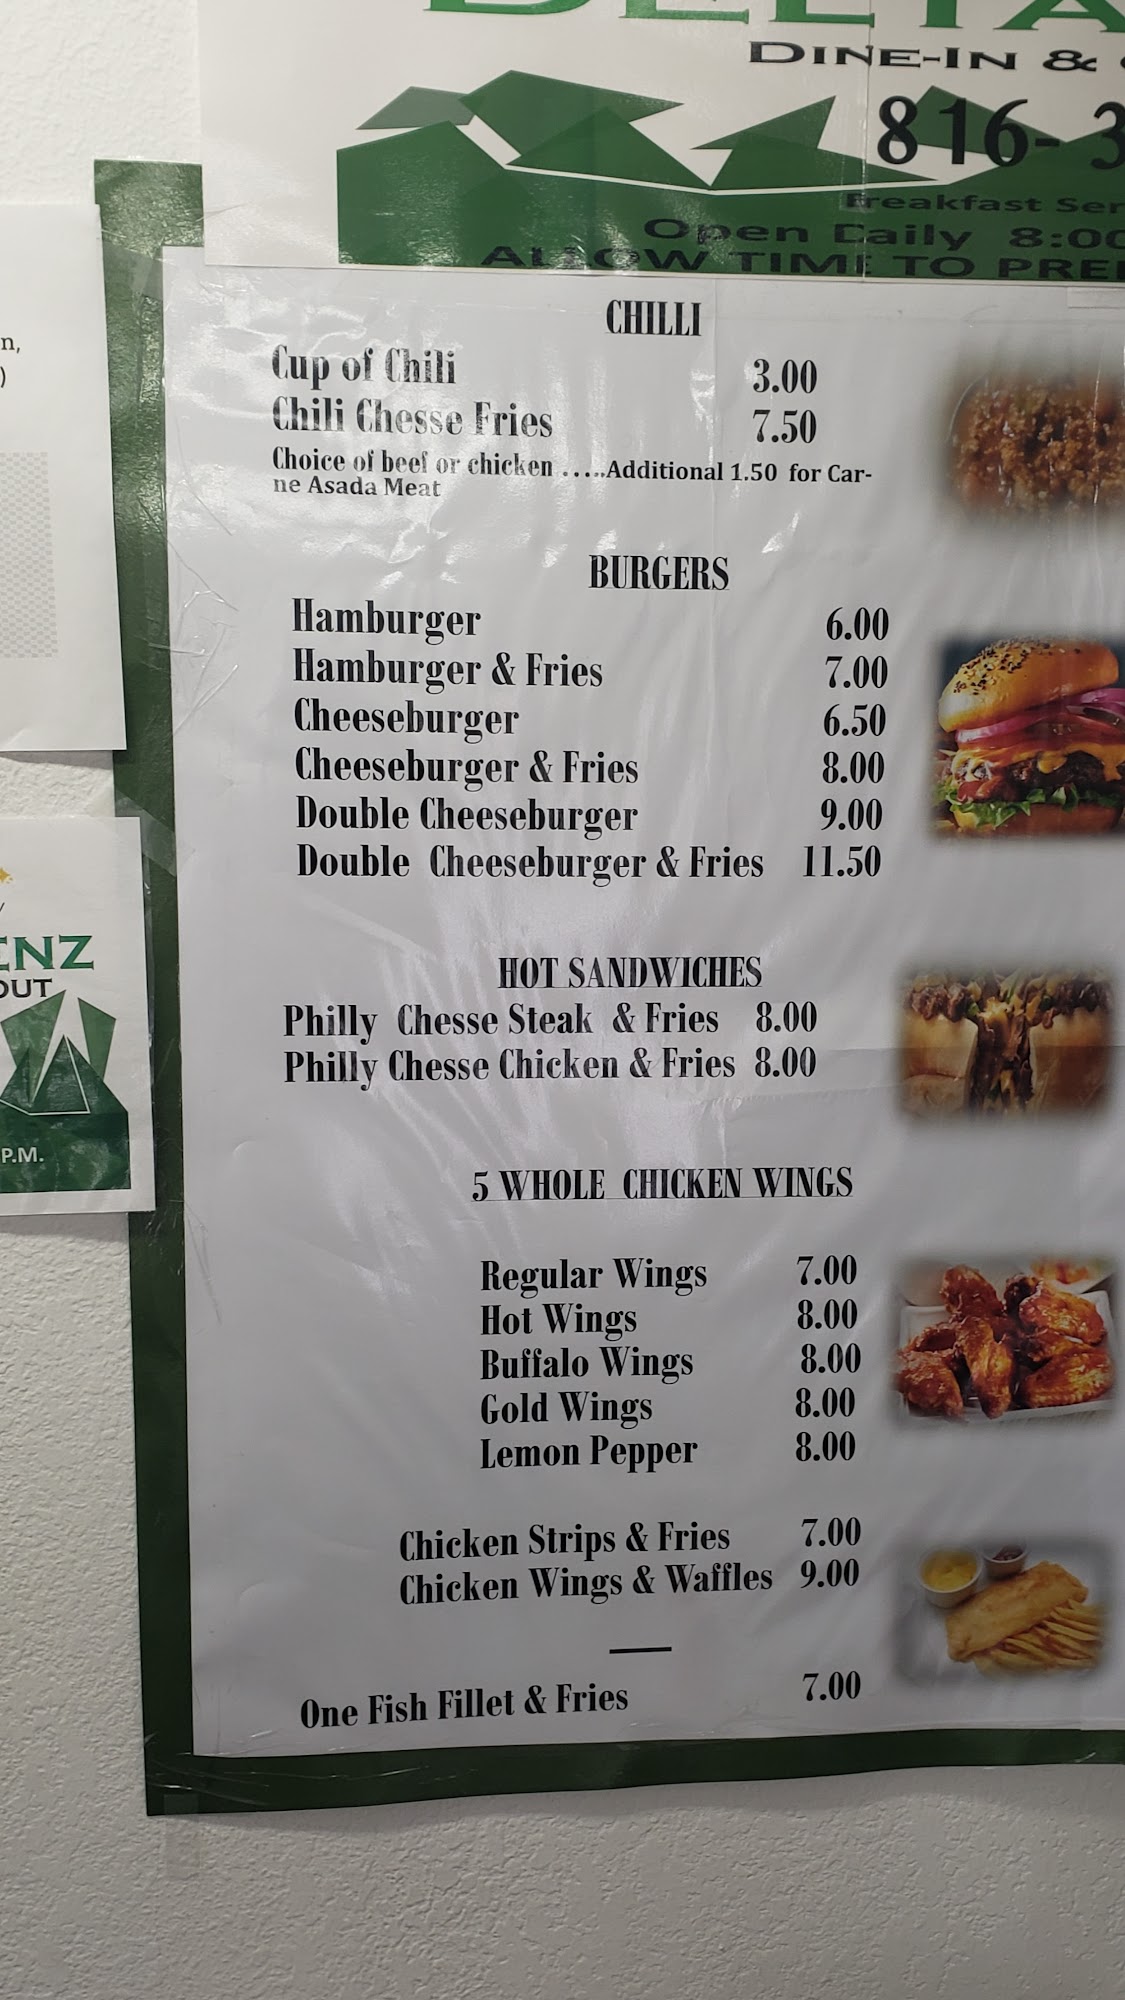 DINE-IN &
816-3
Breakfast Ser
Open Daily 8:00
ALLOW TIME TO PREP
n,
)
CHILLI
Cup of Chili 3.00
Chili Chesse Fries 7.50
Choice of beef or chicken .....Additional 1.50 for Car-
ne Asada Meat
BURGERS
Hamburger 6.00
Hamburger & Fries 7.00
Cheeseburger 6.50
Cheeseburger & Fries 8.00
Double Cheeseburger 9.00
Double Cheeseburger & Fries 11.50
ENZ
OUT
P.M.
HOT SANDWICHES
Philly Chesse Steak & Fries 8.00
Philly Chesse Chicken & Fries 8.00
5 WHOLE CHICKEN WINGS
Regular Wings 7.00
Hot Wings 8.00
Buffalo Wings 8.00
Gold Wings 8.00
Lemon Pepper 8.00
Chicken Strips & Fries 7.00
Chicken Wings & Waffles 9.00
One Fish Fillet & Fries 7.00